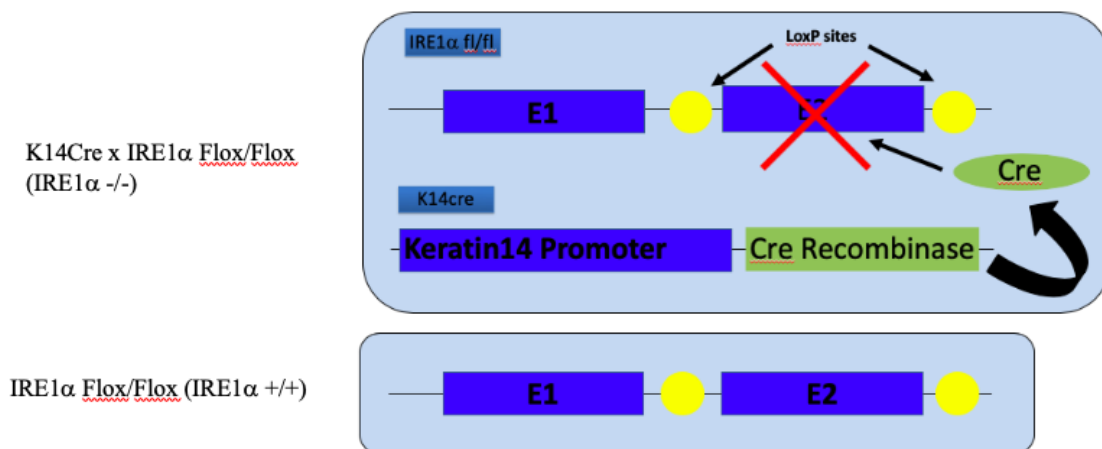 IRE1α fl/fl
LoxP sites
E1
E2
K14Cre x IRE1α Flox/Flox
(IRE1α -/-)
Cre
K14cre
Keratin14 Promoter
Cre Recombinase
IRE1α Flox/Flox (IRE1α +/+)
E1
E2